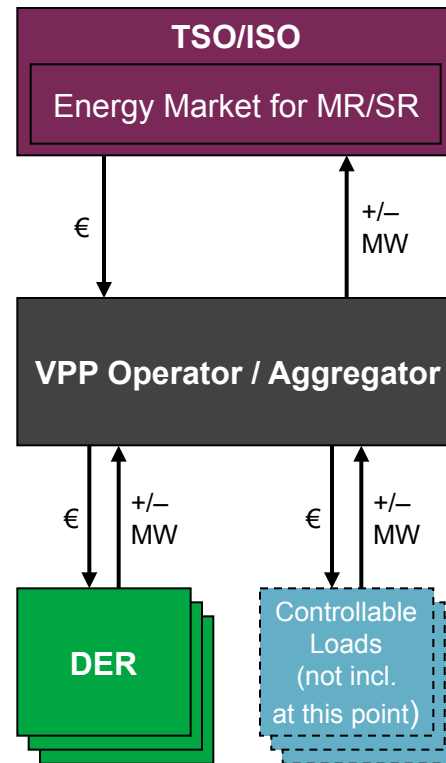 TSO/ISO
Energy Market for MR/SR
€
+/–
MW
VPP Operator / Aggregator
€
+/–
MW
€
+/–
MW
DER
Controllable
Loads
(not incl.
at this point)